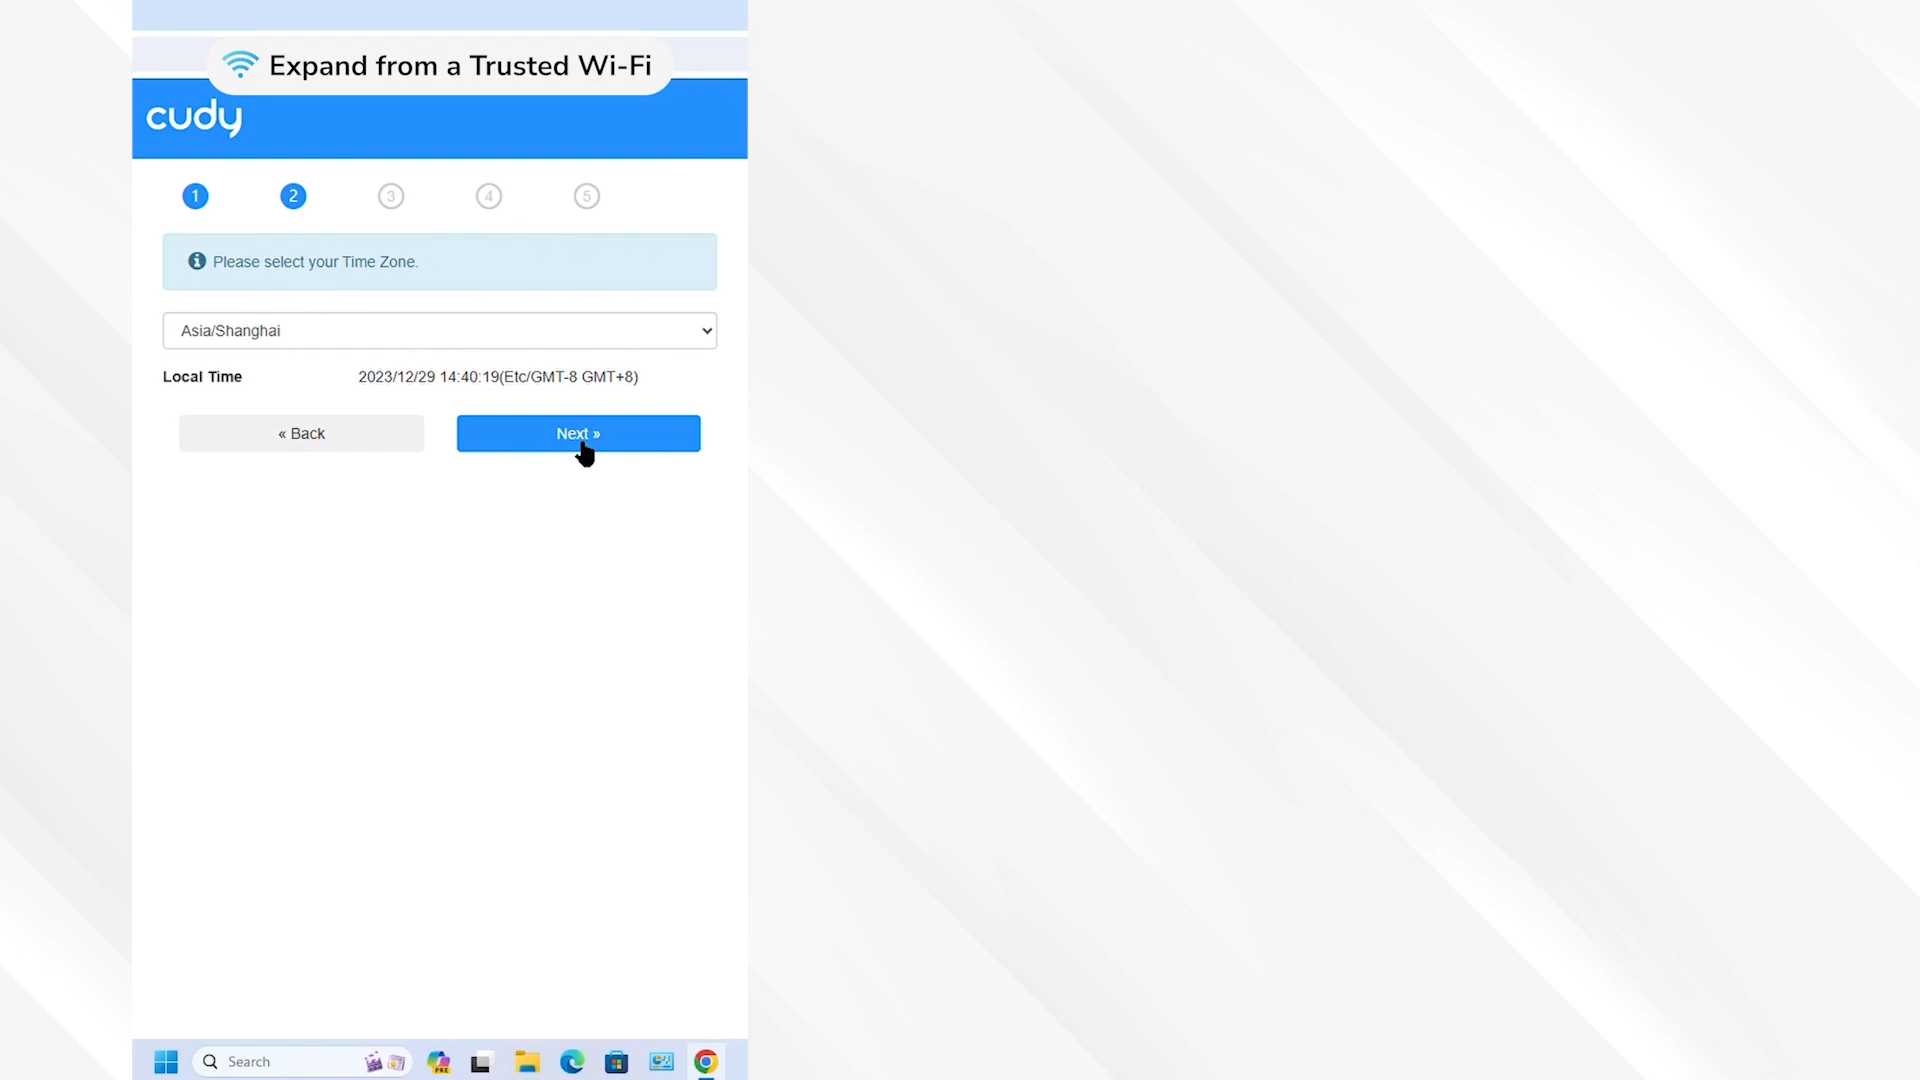 Expand from a Trusted Wi-Fi
cudy
1 2 3 4 5
Please select your Time Zone.
Asia/Shanghai
Local Time 2023/12/29 14:40:19(Etc/GMT-8 GMT+8)
« Back Next »
Search
PRE